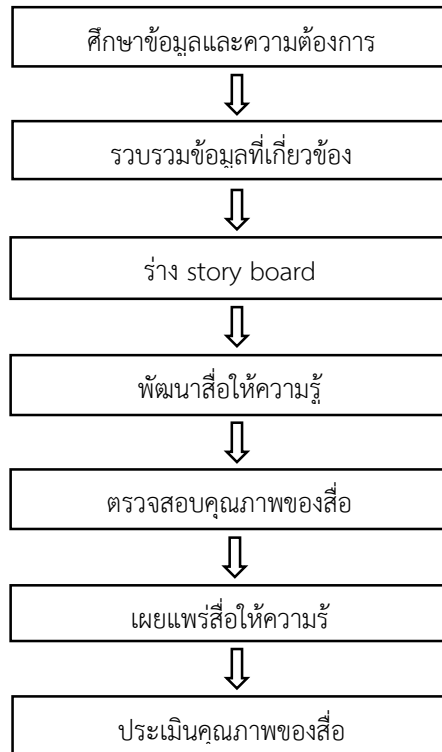 ศึกษาข้อมูลและความต้องการ
รวบรวมข้อมูลที่เกี่ยวข้อง
ร่าง story board
พัฒนาสื่อให้ความรู้
ตรวจสอบคุณภาพของสื่อ
เผยแพร่สื่อให้ความรู้
ประเมินคุณภาพของสื่อ